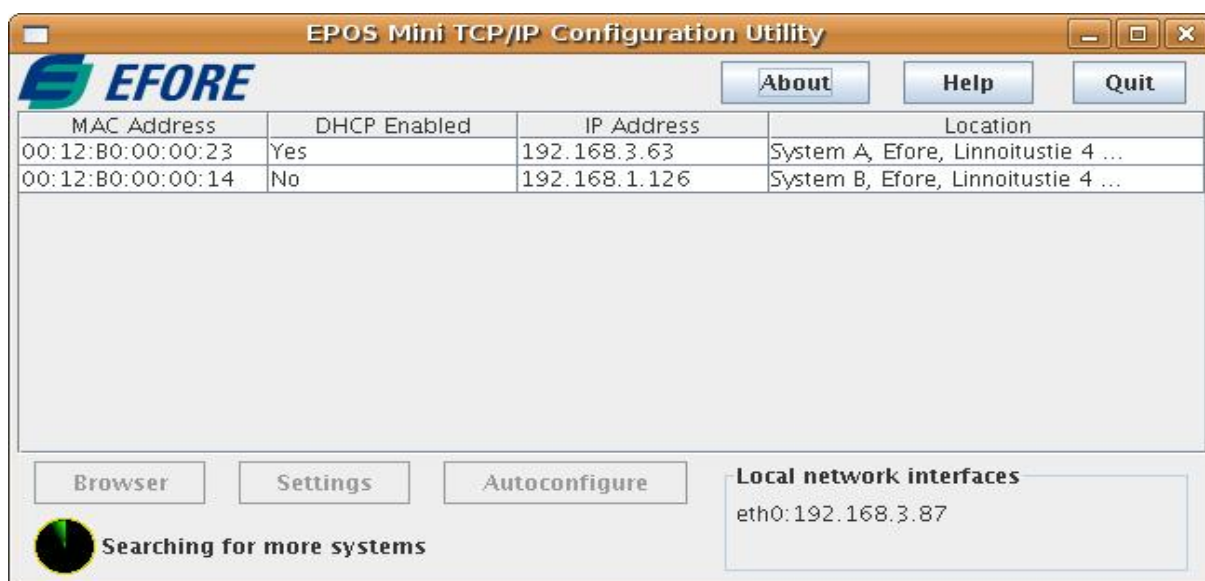 EPOS Mini TCP/IP Configuration Utility
EFORE
About Help Quit
MAC Address DHCP Enabled IP Address Location
00:12:B0:00:00:23 Yes 192.168.3.63 System A, Efore, Linnoitustie 4 ...
00:12:B0:00:00:14 No 192.168.1.126 System B, Efore, Linnoitustie 4 ...
Browser Settings Autoconfigure
Local network interfaces
eth0:192.168.3.87
Searching for more systems